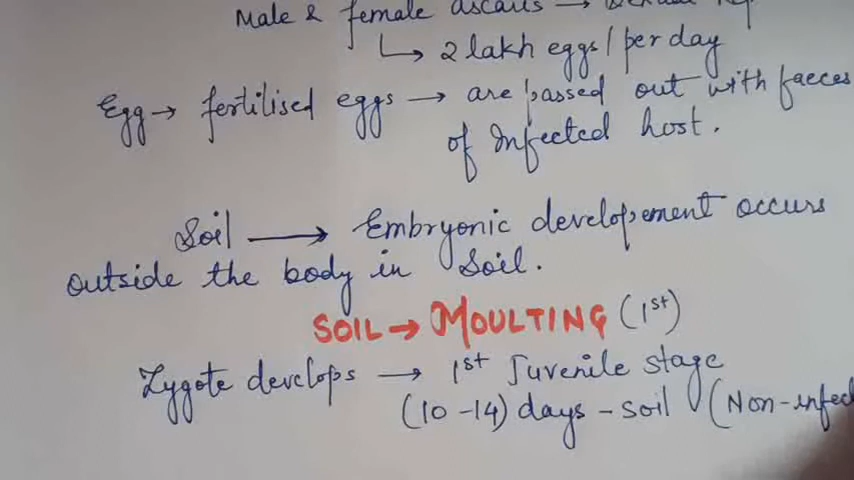 Male & female ascaris →
↳ 2 lakh eggs/per day
Egg → fertilised eggs → are passed out with faeces
of Infected host.
Soil → Embryonic developement occurs
outside the body in Soil.
SOIL → MOULTING (1st)
Zygote develops → 1st Juvenile stage
(10-14) days - soil (Non-infec